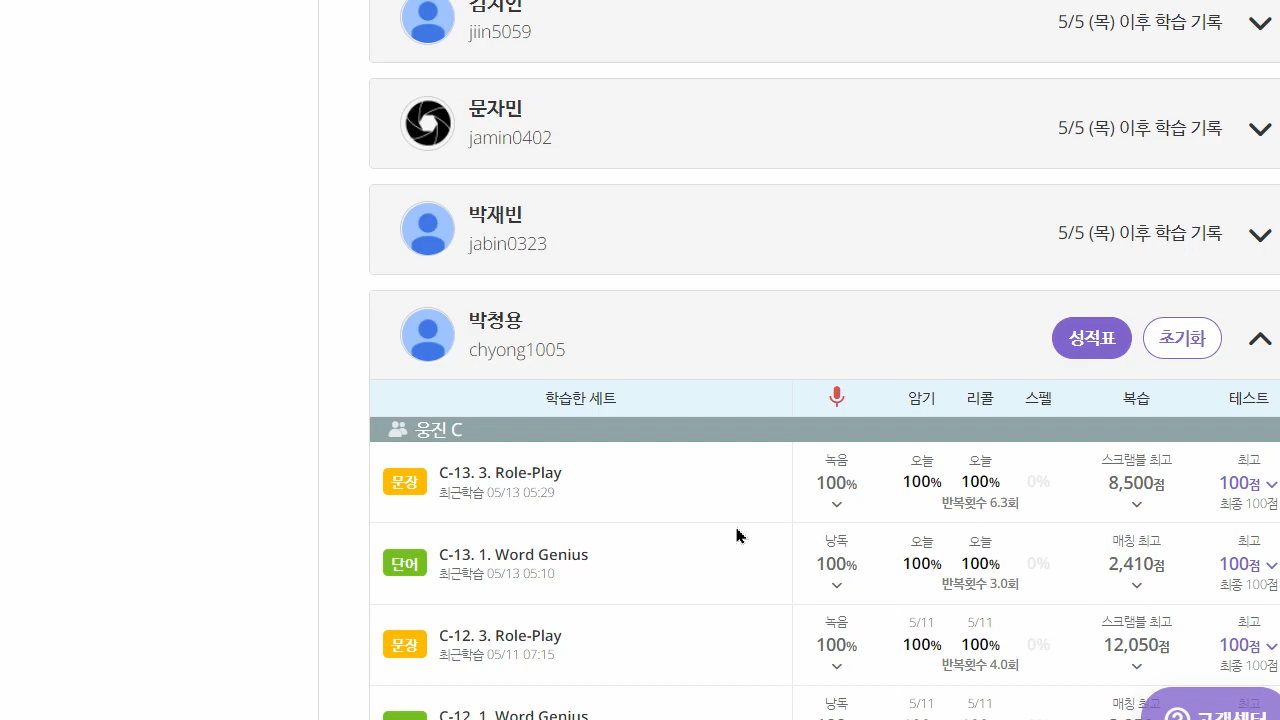 김지인
jiin5059
5/5 (목) 이후 학습 기록
문자민
jamin0402
5/5 (목) 이후 학습 기록
박재빈
jabin0323
5/5 (목) 이후 학습 기록
박청용
chyong1005
성적표 초기화
학습한 세트 암기 리콜 스펠 복습 테스트
웅진 C
녹음 오늘 오늘 스크램블 최고 최고
문장 C-13. 3. Role-Play 100% 100% 100% 0% 8,500점 100점
최근학습 05/13 05:29 반복횟수 6.3회 최종 100점
낭독 오늘 오늘 매칭 최고 최고
단어 C-13. 1. Word Genius 100% 100% 100% 0% 2,410점 100점
최근학습 05/13 05:10 반복횟수 3.0회 최종 100점
녹음 5/11 5/11 스크램블 최고 최고
문장 C-12. 3. Role-Play 100% 100% 100% 0% 12,050점 100점
최근학습 05/11 07:15 반복횟수 4.0회 최종 100점
낭독 5/11 5/11 매칭 최고
C-12. 1. Word Genius
고객센터